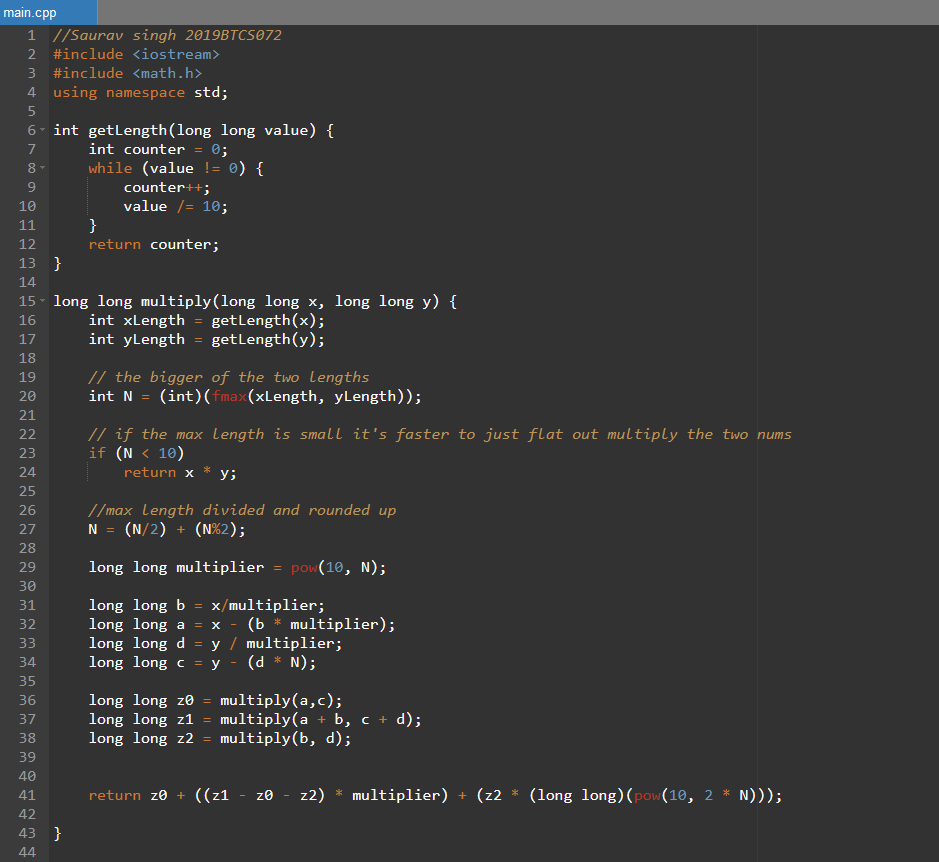 main.cpp
1 //Saurav singh 2019BTCS072
2 #include <iostream>
3 #include <math.h>
4 using namespace std;
5
6 int getLength(long long value) {
7     int counter = 0;
8     while (value != 0) {
9         counter++;
10         value /= 10;
11     }
12     return counter;
13 }
14
15 long long multiply(long long x, long long y) {
16     int xLength = getLength(x);
17     int yLength = getLength(y);
18
19     // the bigger of the two lengths
20     int N = (int)(fmax(xLength, yLength));
21
22     // if the max length is small it's faster to just flat out multiply the two nums
23     if (N < 10)
24         return x * y;
25
26     //max length divided and rounded up
27     N = (N/2) + (N%2);
28
29     long long multiplier = pow(10, N);
30
31     long long b = x/multiplier;
32     long long a = x - (b * multiplier);
33     long long d = y / multiplier;
34     long long c = y - (d * N);
35
36     long long z0 = multiply(a,c);
37     long long z1 = multiply(a + b, c + d);
38     long long z2 = multiply(b, d);
39
40
41     return z0 + ((z1 - z0 - z2) * multiplier) + (z2 * (long long)(pow(10, 2 * N)));
42
43 }
44